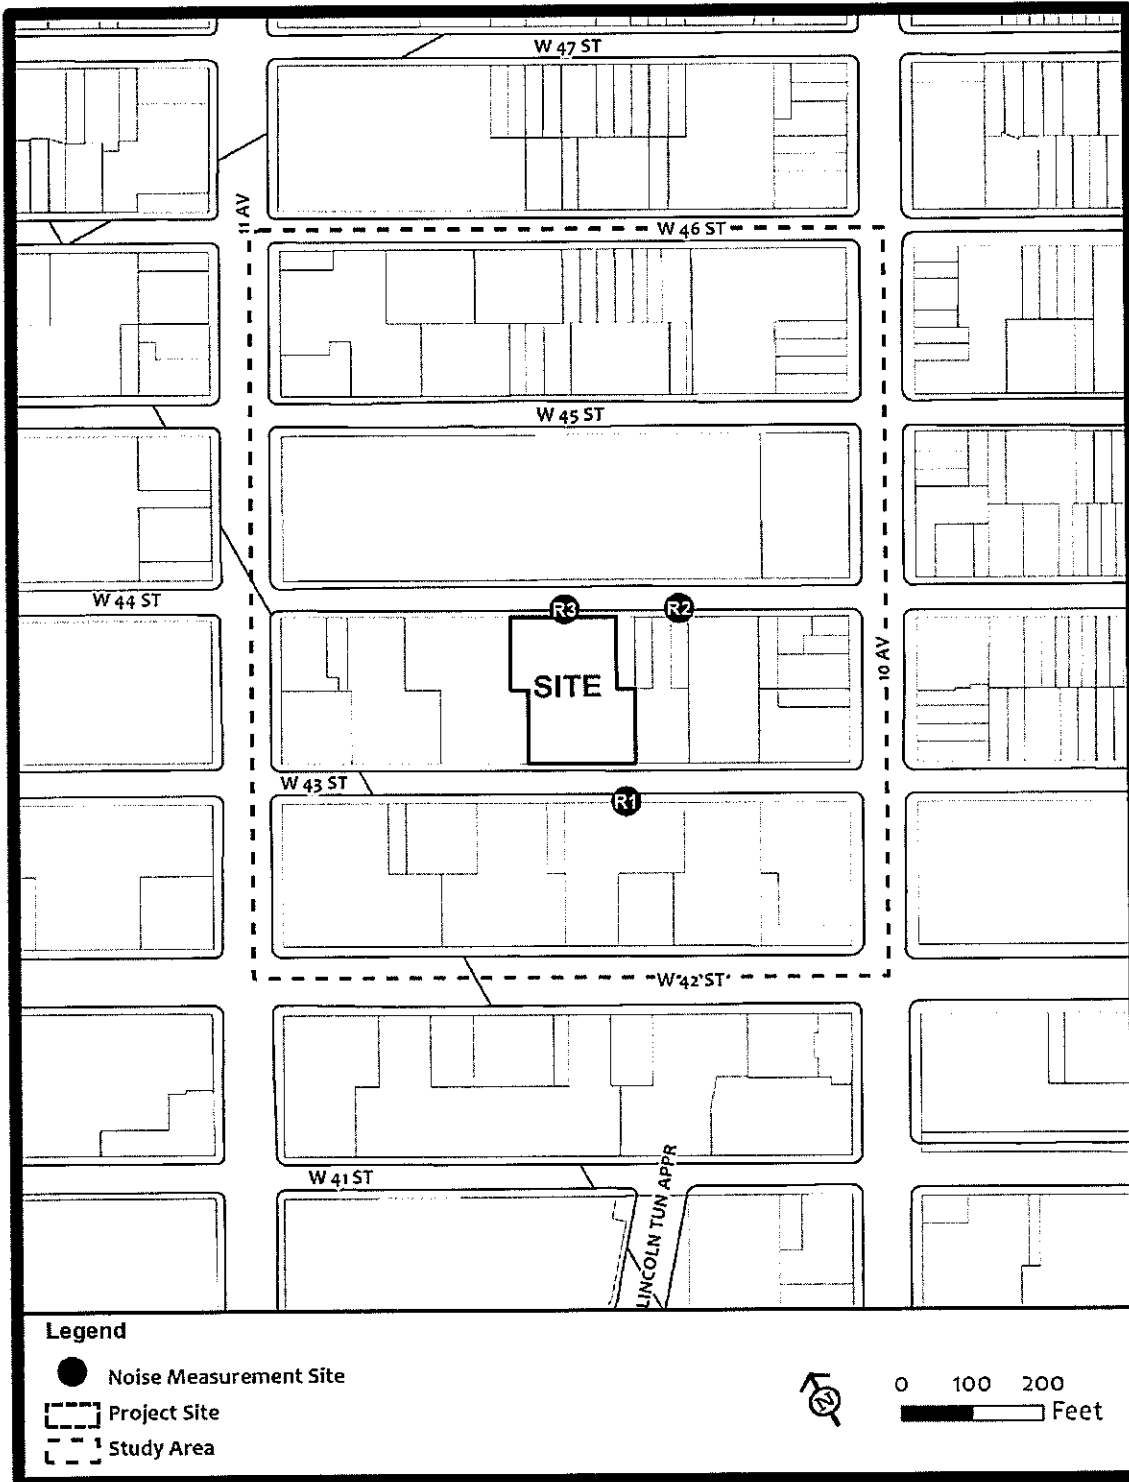 W 47 ST
11 AV
W 46 ST
W 45 ST
W 44 ST
R3
R2
SITE
10 AV
W 43 ST
R1
W 42 ST
W 41 ST
LINCOLN TUN APPR
Legend
Noise Measurement Site
Project Site
Study Area
N
0 100 200
Feet